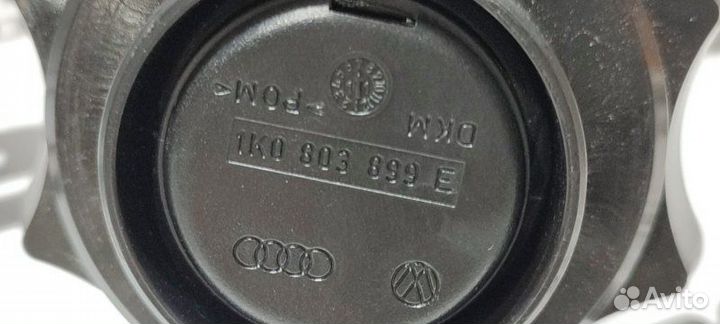 >POM<
DKM
1K0 803 899 E
Avito